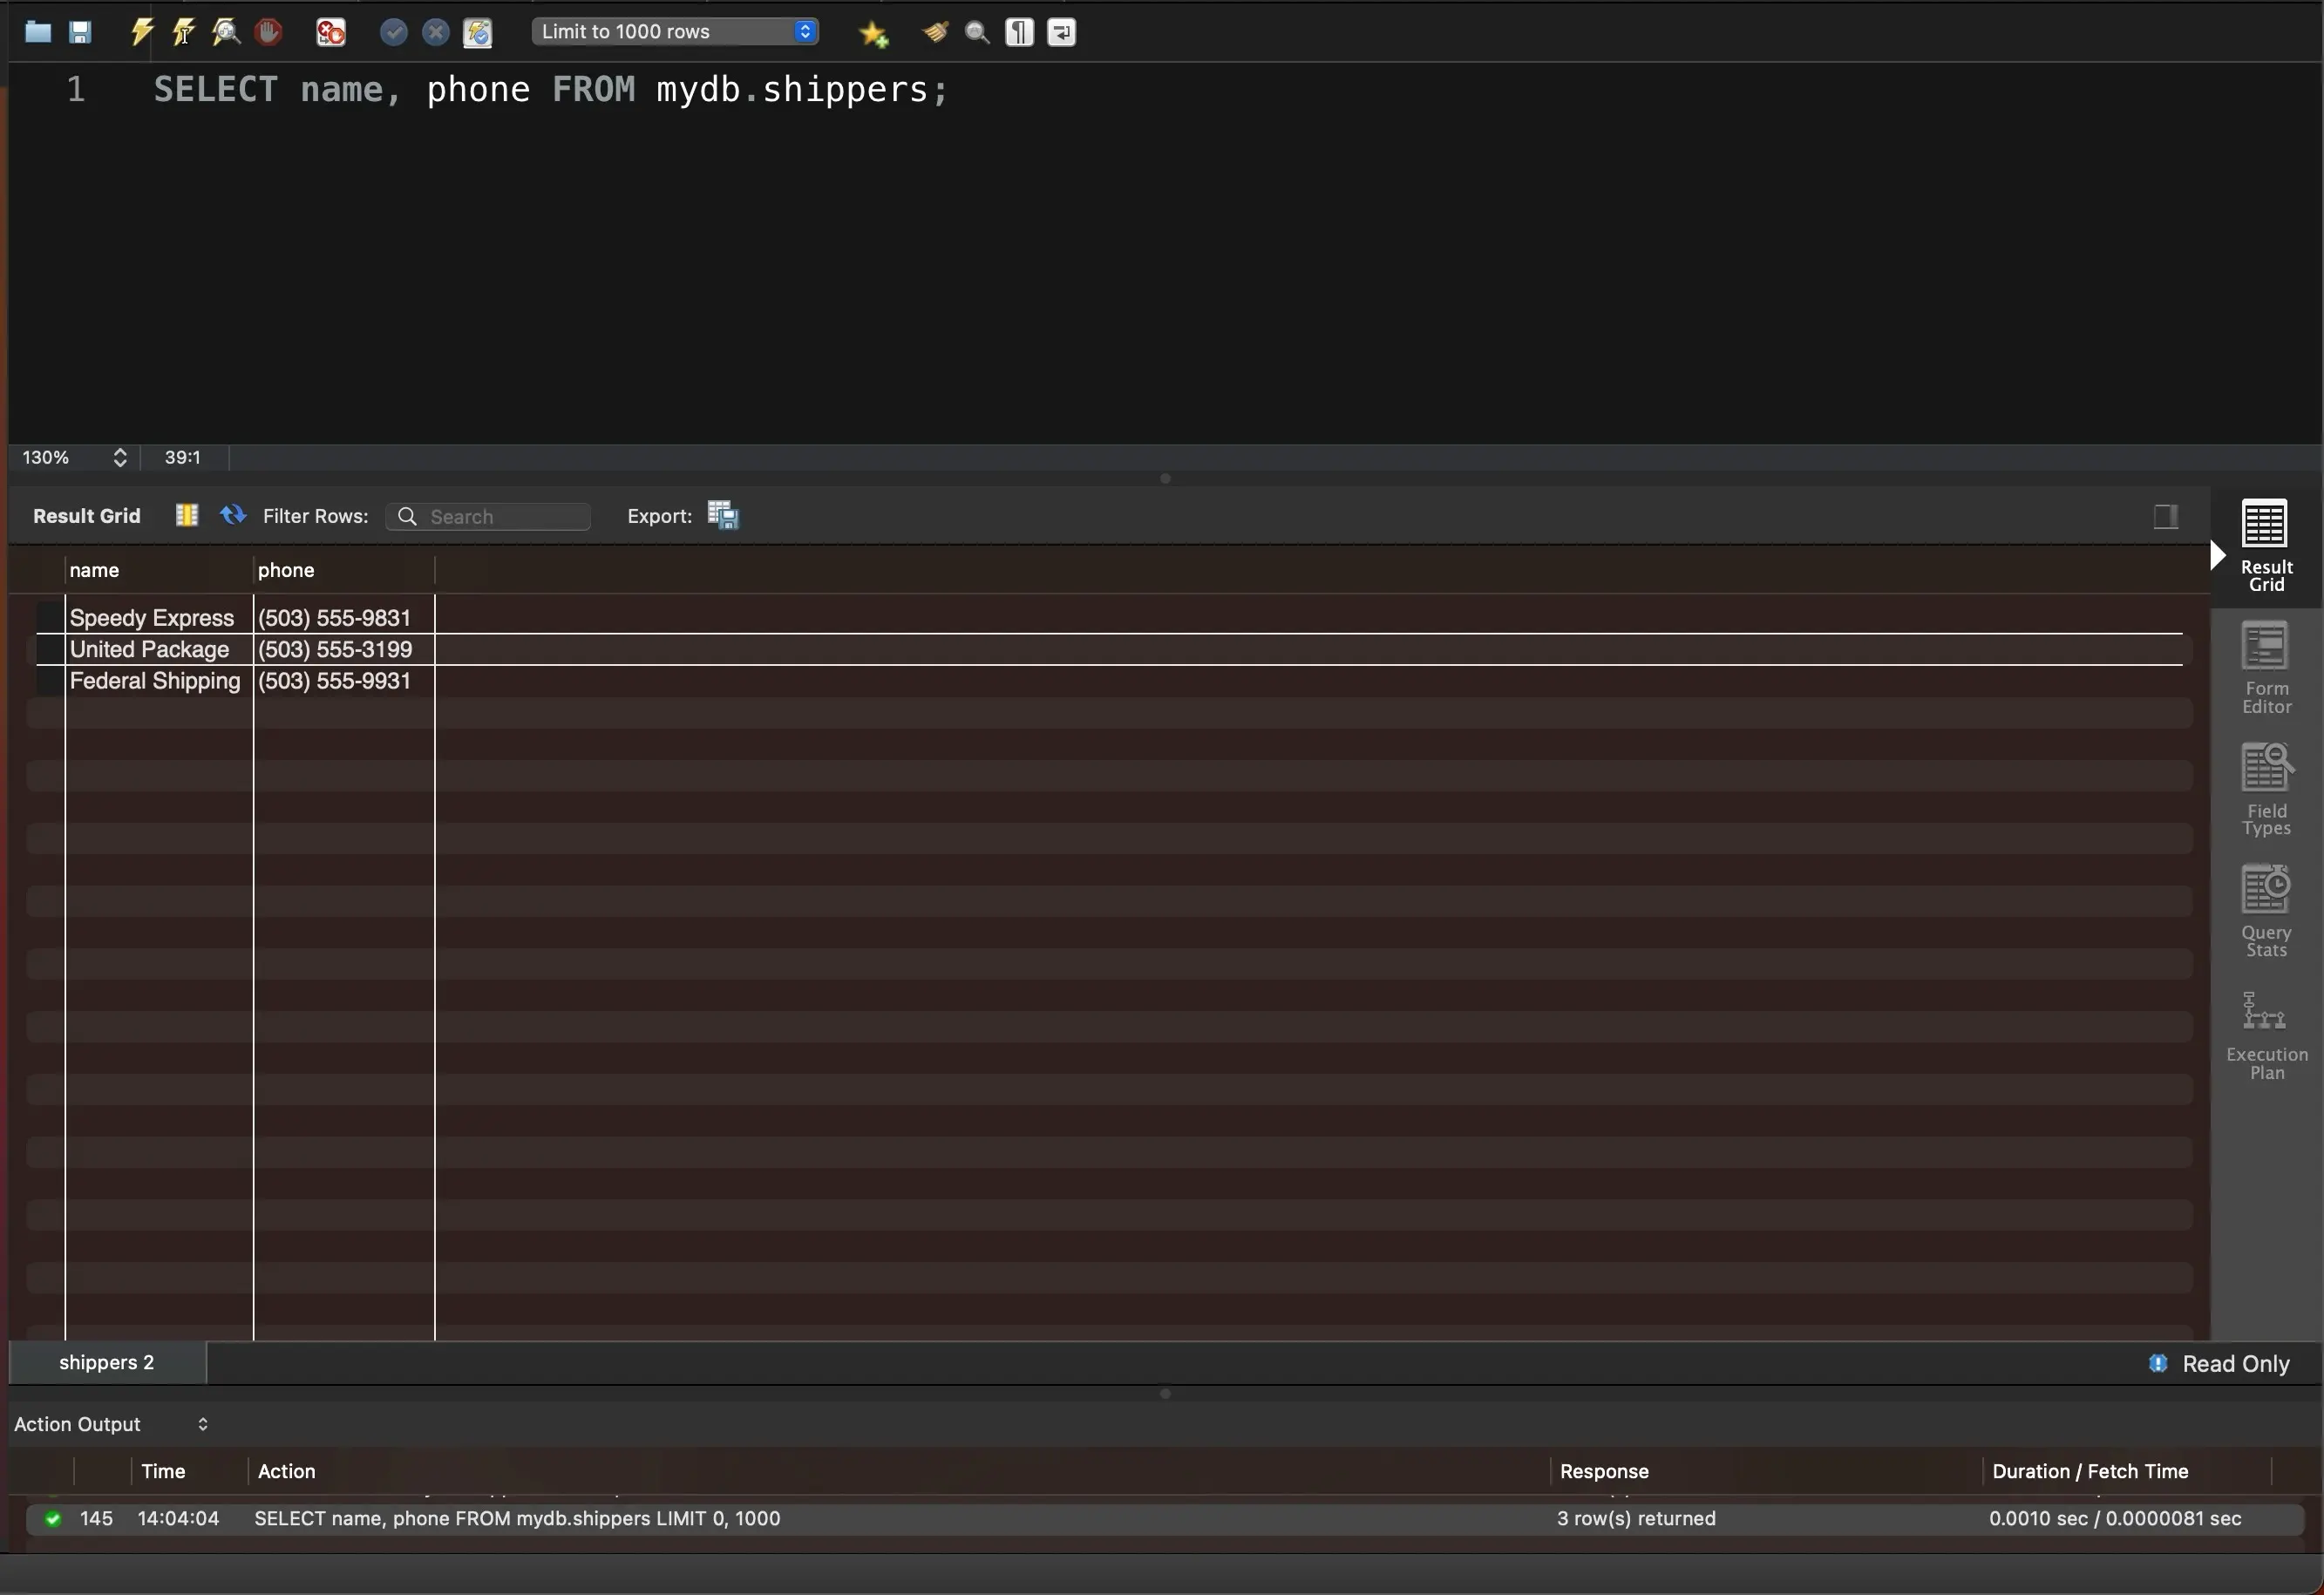 Limit to 1000 rows
1 SELECT name, phone FROM mydb.shippers;
130% 39:1
Result Grid Filter Rows: Search Export:
name phone
Speedy Express (503) 555-9831
United Package (503) 555-3199
Federal Shipping (503) 555-9931
Result
Grid
Form
Editor
Field
Types
Query
Stats
Execution
Plan
shippers 2 Read Only
Action Output
Time Action Response Duration / Fetch Time
145 14:04:04 SELECT name, phone FROM mydb.shippers LIMIT 0, 1000 3 row(s) returned 0.0010 sec / 0.0000081 sec